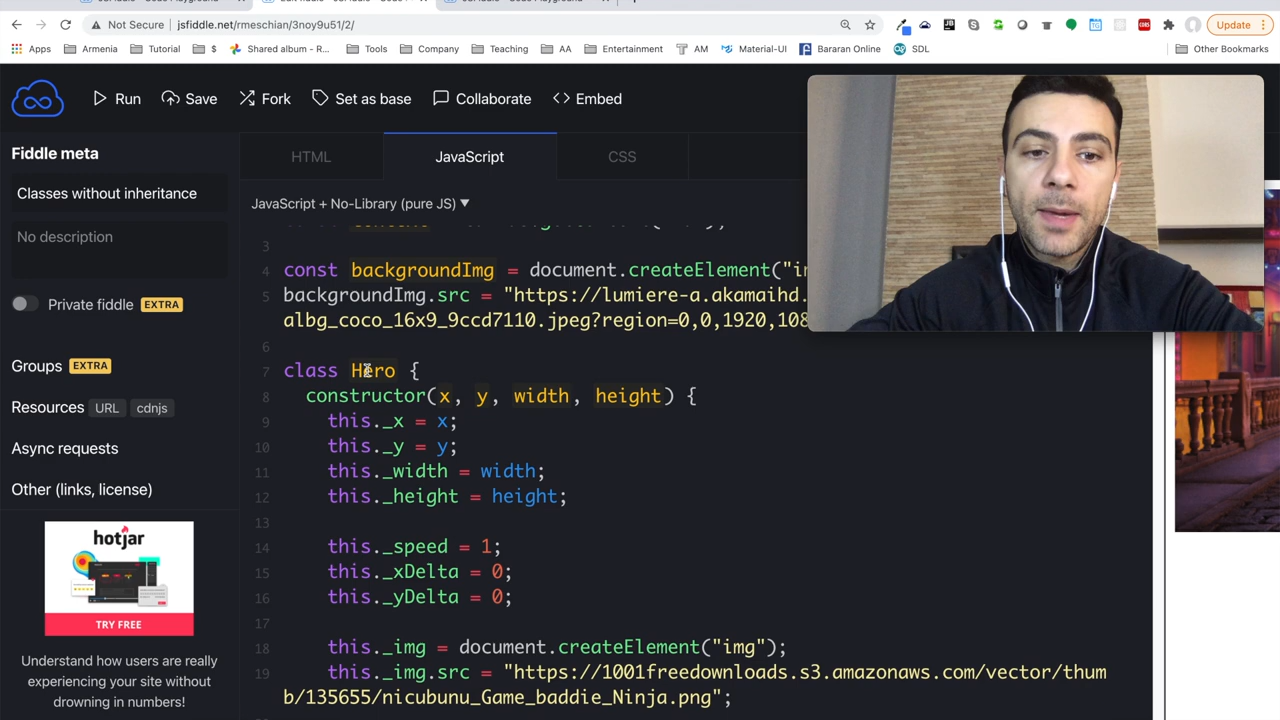 Not Secure | jsfiddle.net/rmeschian/3noy9u51/2/
Update
Apps Armenia Tutorial $ Shared album - R... Tools Company Teaching AA Entertainment AM Material-UI Bararan Online SDL Other Bookmarks
Run Save Fork Set as base Collaborate Embed
Fiddle meta
Classes without inheritance
No description
Private fiddle EXTRA
Groups EXTRA
Resources URL cdnjs
Async requests
Other (links, license)
hotjar
TRY FREE
Understand how users are really
experiencing your site without
drowning in numbers!
HTML JavaScript CSS
JavaScript + No-Library (pure JS) ▼
3
4 const backgroundImg = document.createElement("i
5 backgroundImg.src = "https://lumiere-a.akamaihd.
albg_coco_16x9_9ccd7110.jpeg?region=0,0,1920,108
6
7 class Hero {
8 constructor(x, y, width, height) {
9 this._x = x;
10 this._y = y;
11 this._width = width;
12 this._height = height;
13
14 this._speed = 1;
15 this._xDelta = 0;
16 this._yDelta = 0;
17
18 this._img = document.createElement("img");
19 this._img.src = "https://1001freedownloads.s3.amazonaws.com/vector/thum
b/135655/nicubunu_Game_baddie_Ninja.png";